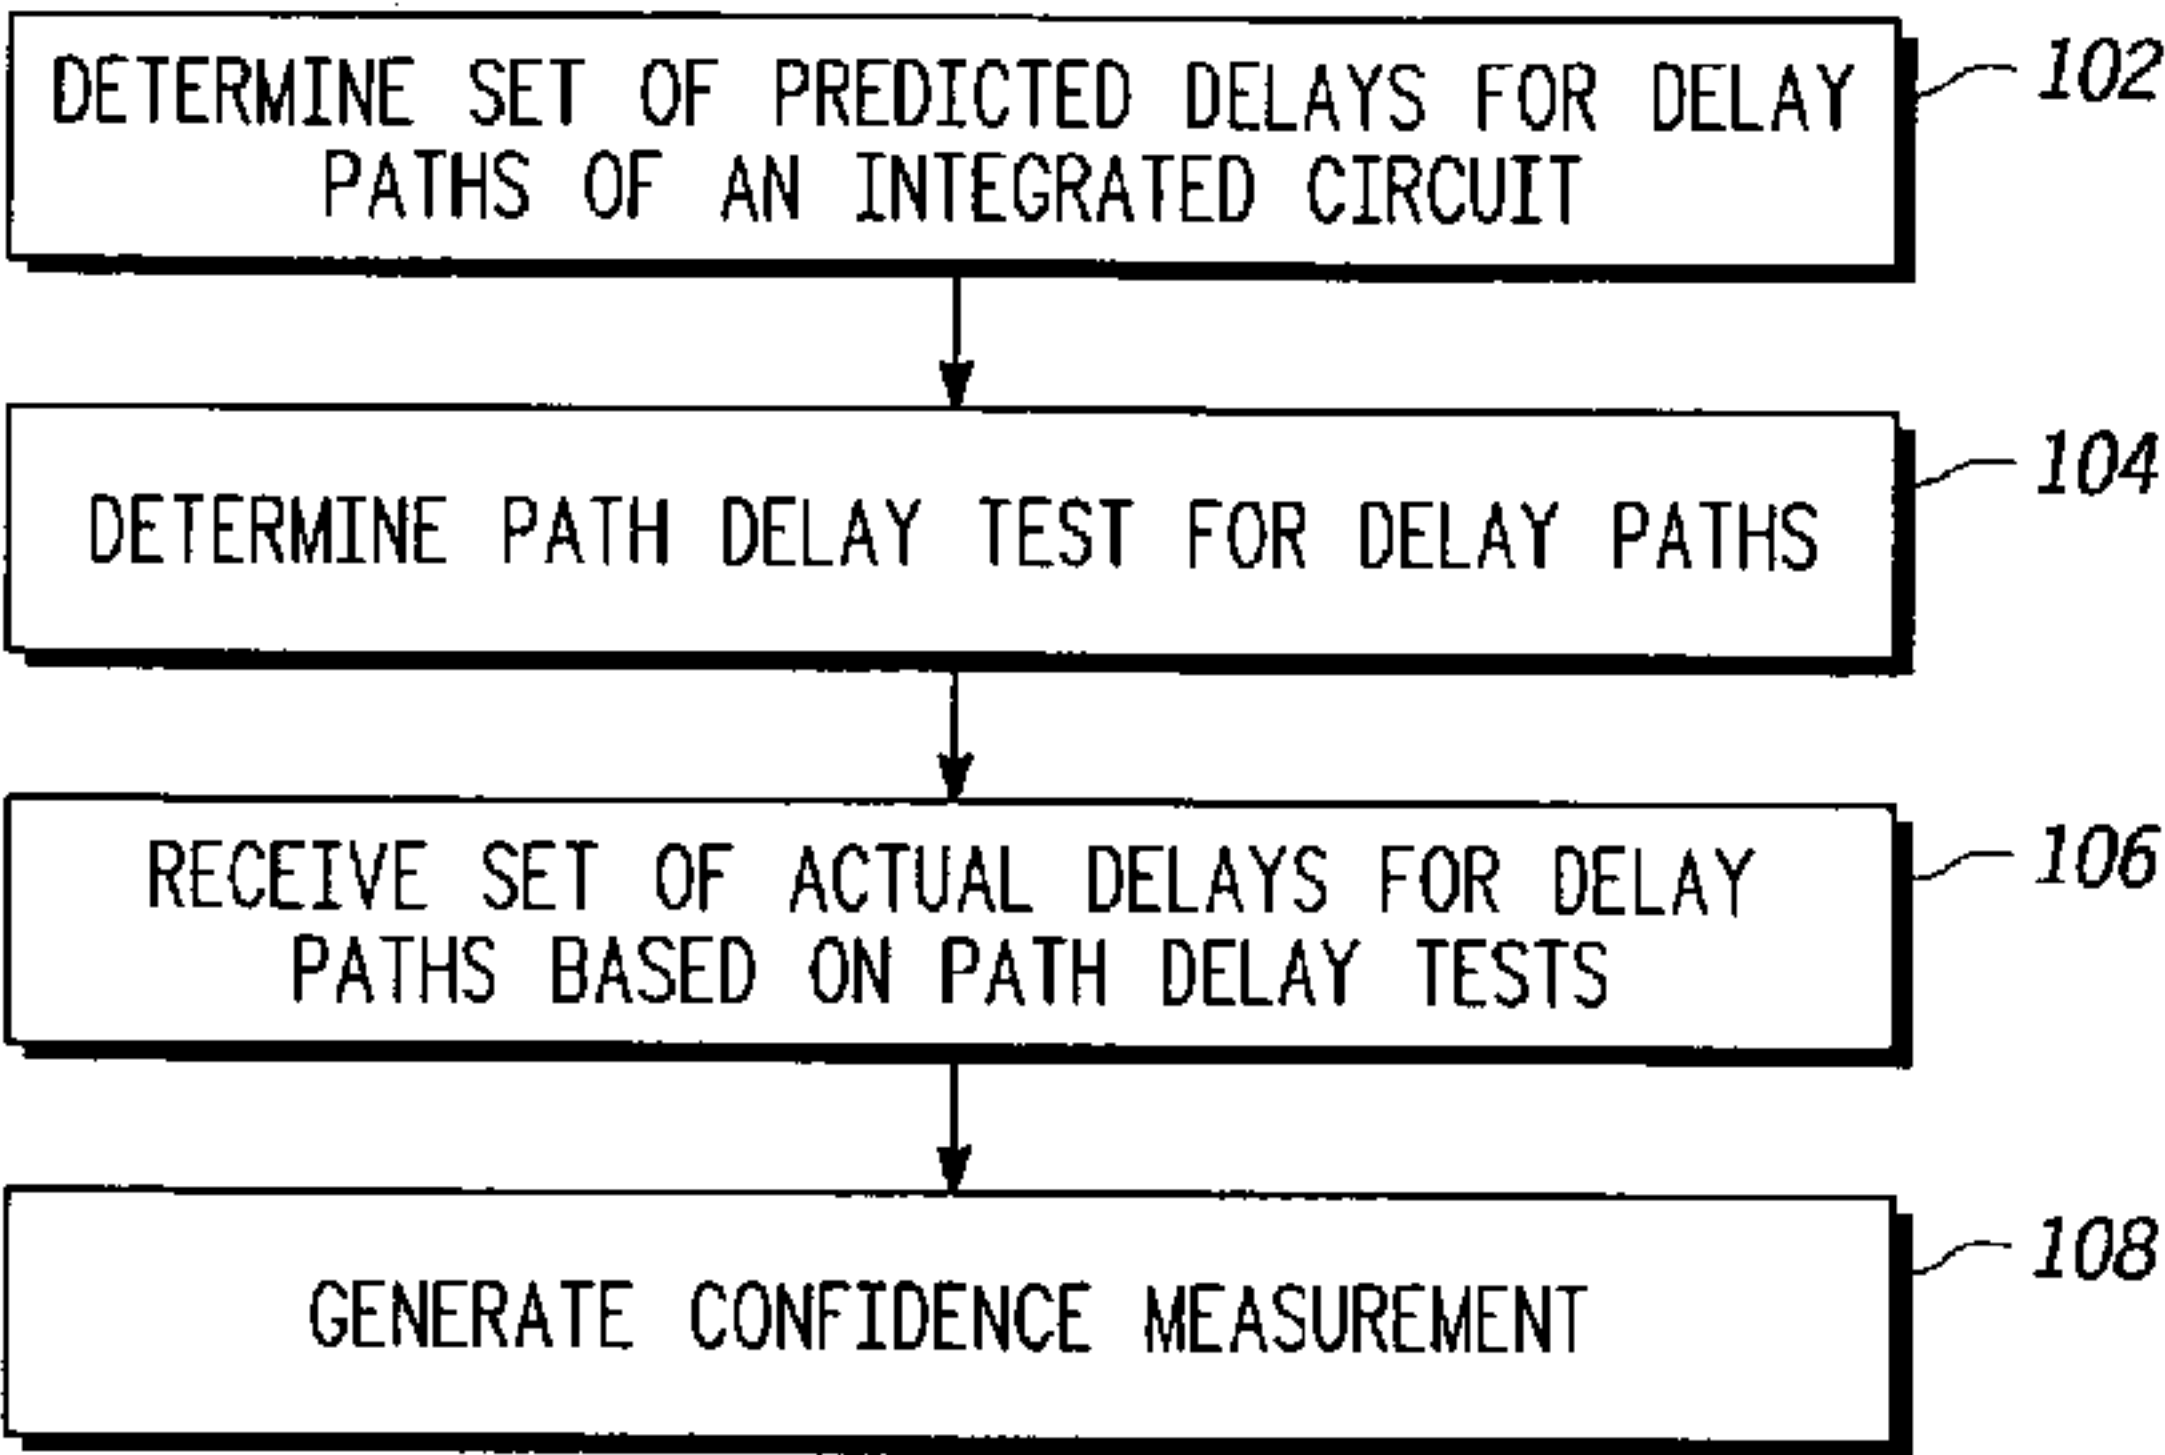 DETERMINE SET OF PREDICTED DELAYS FOR DELAY
PATHS OF AN INTEGRATED CIRCUIT
102
DETERMINE PATH DELAY TEST FOR DELAY PATHS
104
RECEIVE SET OF ACTUAL DELAYS FOR DELAY
PATHS BASED ON PATH DELAY TESTS
106
GENERATE CONFIDENCE MEASUREMENT
108